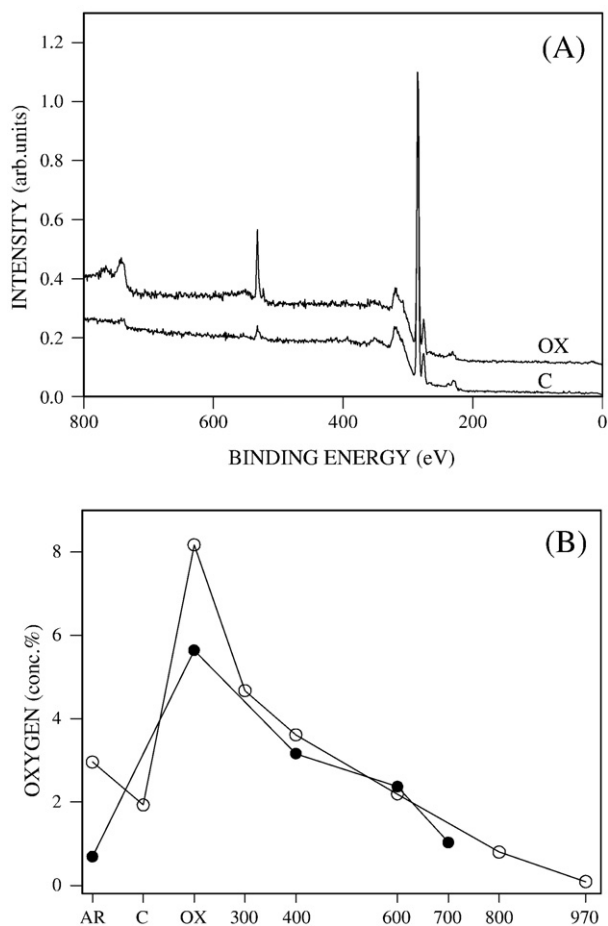 (A)
1.2
1.0
0.8
0.6
0.4
0.2
0.0
INTENSITY (arb.units)
OX
C
800
600
400
200
0
BINDING ENERGY (eV)
(B)
8
6
4
2
0
OXYGEN (conc.%)
AR
C
OX
300
400
600
700
800
970